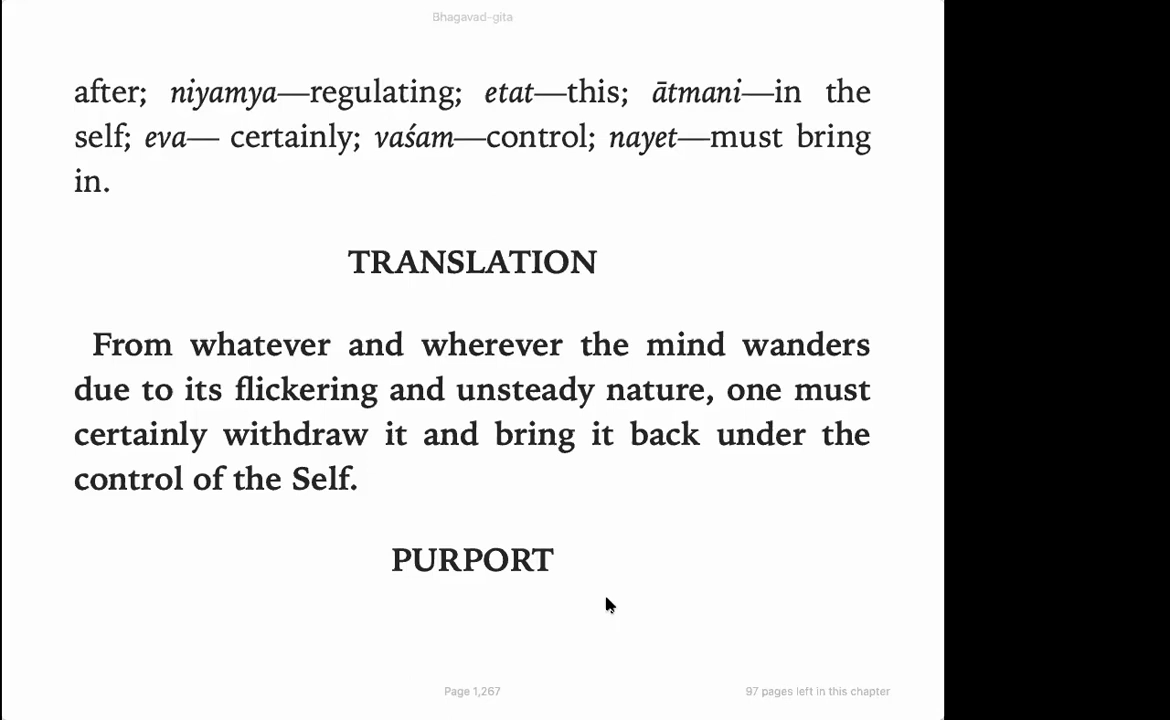 Bhagavad-gita
after; niyamya—regulating; etat—this; ātmani—in the
self; eva— certainly; vaśam—control; nayet—must bring
in.
TRANSLATION
From whatever and wherever the mind wanders
due to its flickering and unsteady nature, one must
certainly withdraw it and bring it back under the
control of the Self.
PURPORT
Page 1,267
97 pages left in this chapter